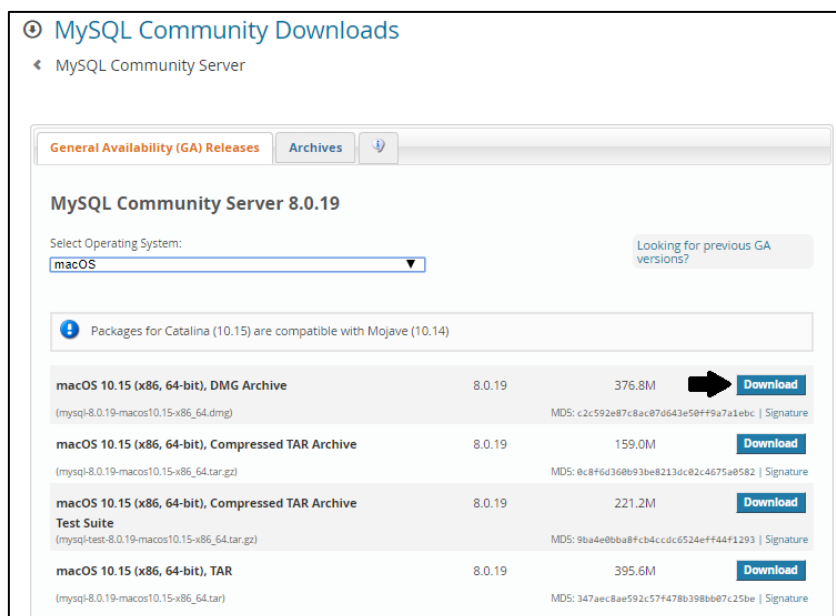 MySQL Community Downloads
MySQL Community Server
General Availability (GA) Releases
Archives
MySQL Community Server 8.0.19
Select Operating System:
macOS
Looking for previous GA
versions?
Packages for Catalina (10.15) are compatible with Mojave (10.14)
macOS 10.15 (x86, 64-bit), DMG Archive 8.0.19 376.8M Download
(mysql-8.0.19-macos10.15-x86_64.dmg) MD5: c2c592e87c8ac07d643e50ff9a7a1ebc | Signature
macOS 10.15 (x86, 64-bit), Compressed TAR Archive 8.0.19 159.0M Download
(mysql-8.0.19-macos10.15-x86_64.tar.gz) MD5: 0c8f6d360b93be8213dc02c4675a0582 | Signature
macOS 10.15 (x86, 64-bit), Compressed TAR Archive 8.0.19 221.2M Download
Test Suite
(mysql-test-8.0.19-macos10.15-x86_64.tar.gz) MD5: 9ba4e0bba8fcb4ccdc6524eff44f1293 | Signature
macOS 10.15 (x86, 64-bit), TAR 8.0.19 395.6M Download
(mysql-8.0.19-macos10.15-x86_64.tar) MD5: 347aec8ae592c57f478b398bb07c25be | Signature